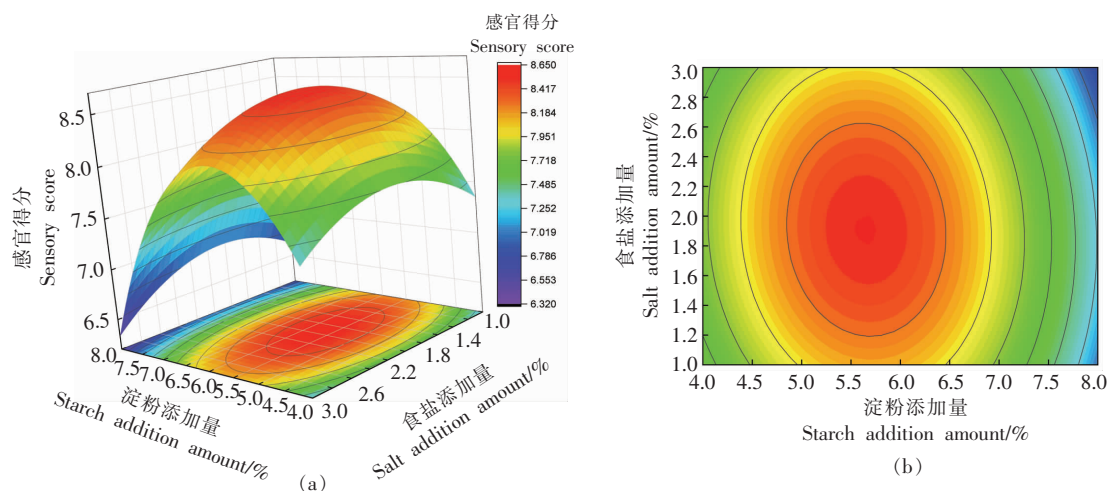 感官得分
Sensory score
8.650
8.417
8.184
7.951
7.718
7.485
7.252
7.019
6.786
6.553
6.320
感官得分
Sensory score
8.5
8.0
7.5
7.0
6.5
8.0
7.5
7.0
6.5
6.0
5.5
5.0
4.5
4.0
淀粉添加量
Starch addition amount/%
3.0
2.6
2.2
1.8
1.4
1.0
食盐添加量
Salt addition amount/%
(a)
食盐添加量
Salt addition amount/%
3.0
2.8
2.6
2.4
2.2
2.0
1.8
1.6
1.4
1.2
1.0
4.0 4.5 5.0 5.5 6.0 6.5 7.0 7.5 8.0
淀粉添加量
Starch addition amount/%
(b)